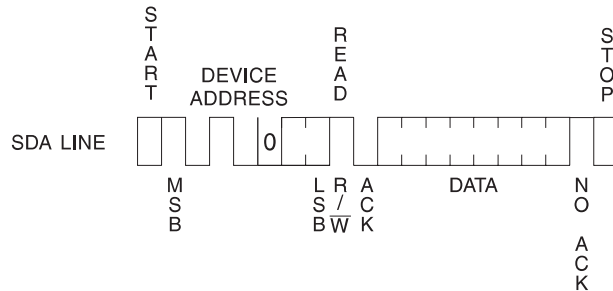 START
READ
STOP
DEVICE
ADDRESS
SDA LINE
0
MSB
LSB
R/W̅
ACK
DATA
NO ACK